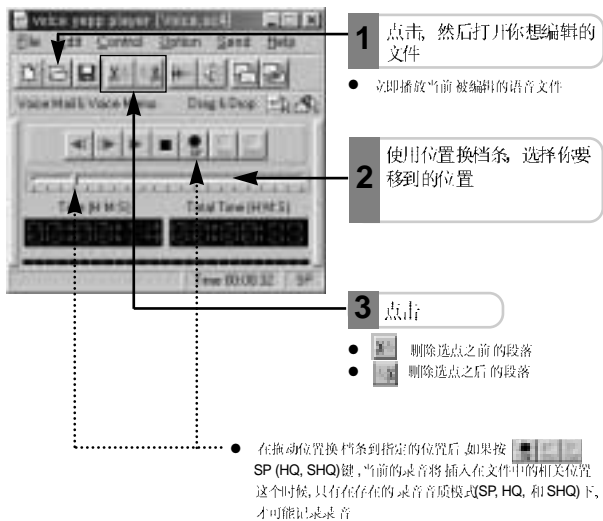 voice yepp player [Voice.sc4]
File Edit Control Option Send Help
Voice Mail & Voice Memo Drag & Drop
Time (H:M:S) Total Time (H:M:S)
Time 00:00:32 SP
1 点击, 然后打开你想编辑的
文件
● 立即播放当前被编辑的语音文件
2 使用位置换档条, 选择你要
移到的位置
3 点击
● 删除选点之前的段落
● 删除选点之后的段落
● 在拖动位置换档条到指定的位置后,如果按
SP (HQ, SHQ)键,当前的录音将插入在文件中的相关位置
这个时候,只有在存在的录音音质模式(SP, HQ, 和 SHQ)下,
才可能记录录音